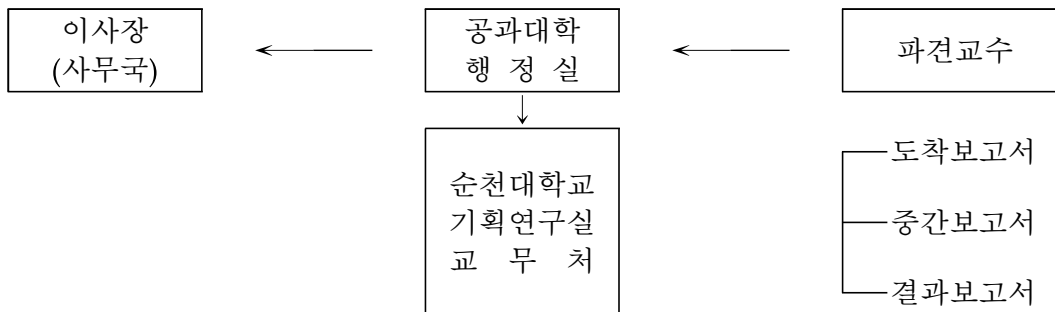 이사장
(사무국)
공과대학
행 정 실
파견교수
순천대학교
기획연구실
교 무 처
도착보고서
중간보고서
결과보고서